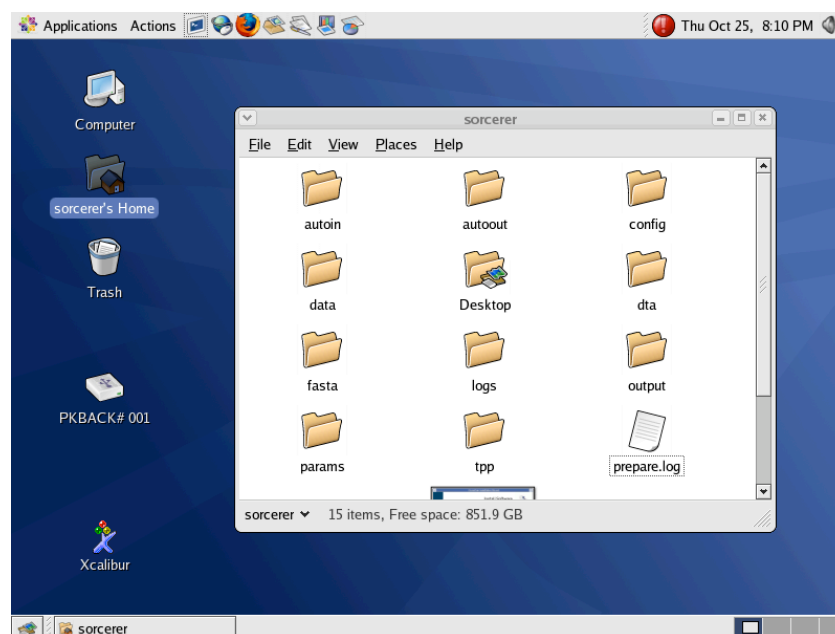 Applications Actions Thu Oct 25, 8:10 PM
Computer
sorcerer's Home
Trash
PKBACK# 001
Xcalibur
sorcerer
File Edit View Places Help
autoin autoout config
data Desktop dta
fasta logs output
params tpp prepare.log
sorcerer 15 items, Free space: 851.9 GB
sorcerer